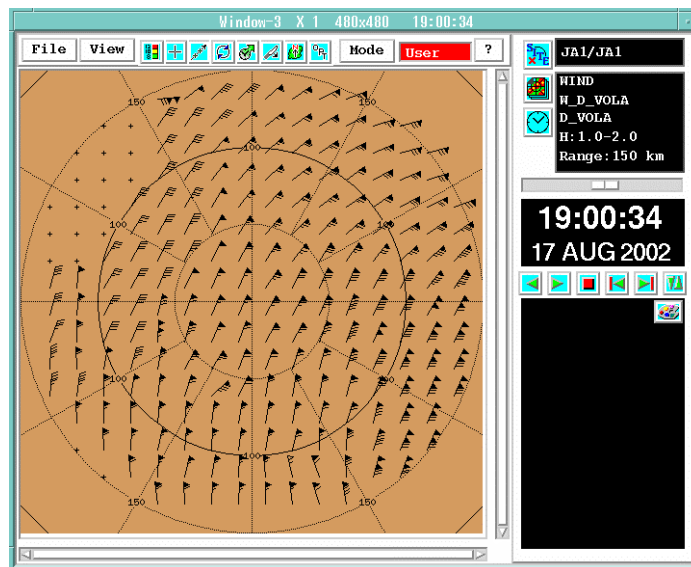 Window-3 X 1 480x480 19:00:34
File View OPT Mode User ?
SITE JA1/JA1
WIND
W_D_VOLA
D_VOLA
H:1.0-2.0
Range:150 km
19:00:34
17 AUG 2002
150 150
100
100 100
100 100
100
150 150